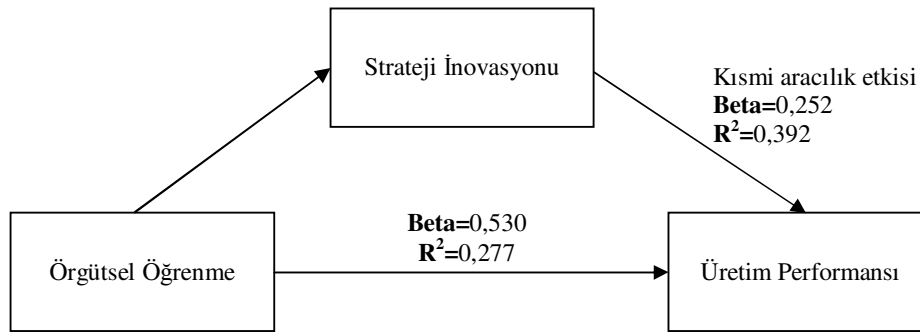 Strateji İnovasyonu
Kısmi aracılık etkisi
Beta=0,252
R²=0,392
Beta=0,530
R²=0,277
Örgütsel Öğrenme
Üretim Performansı